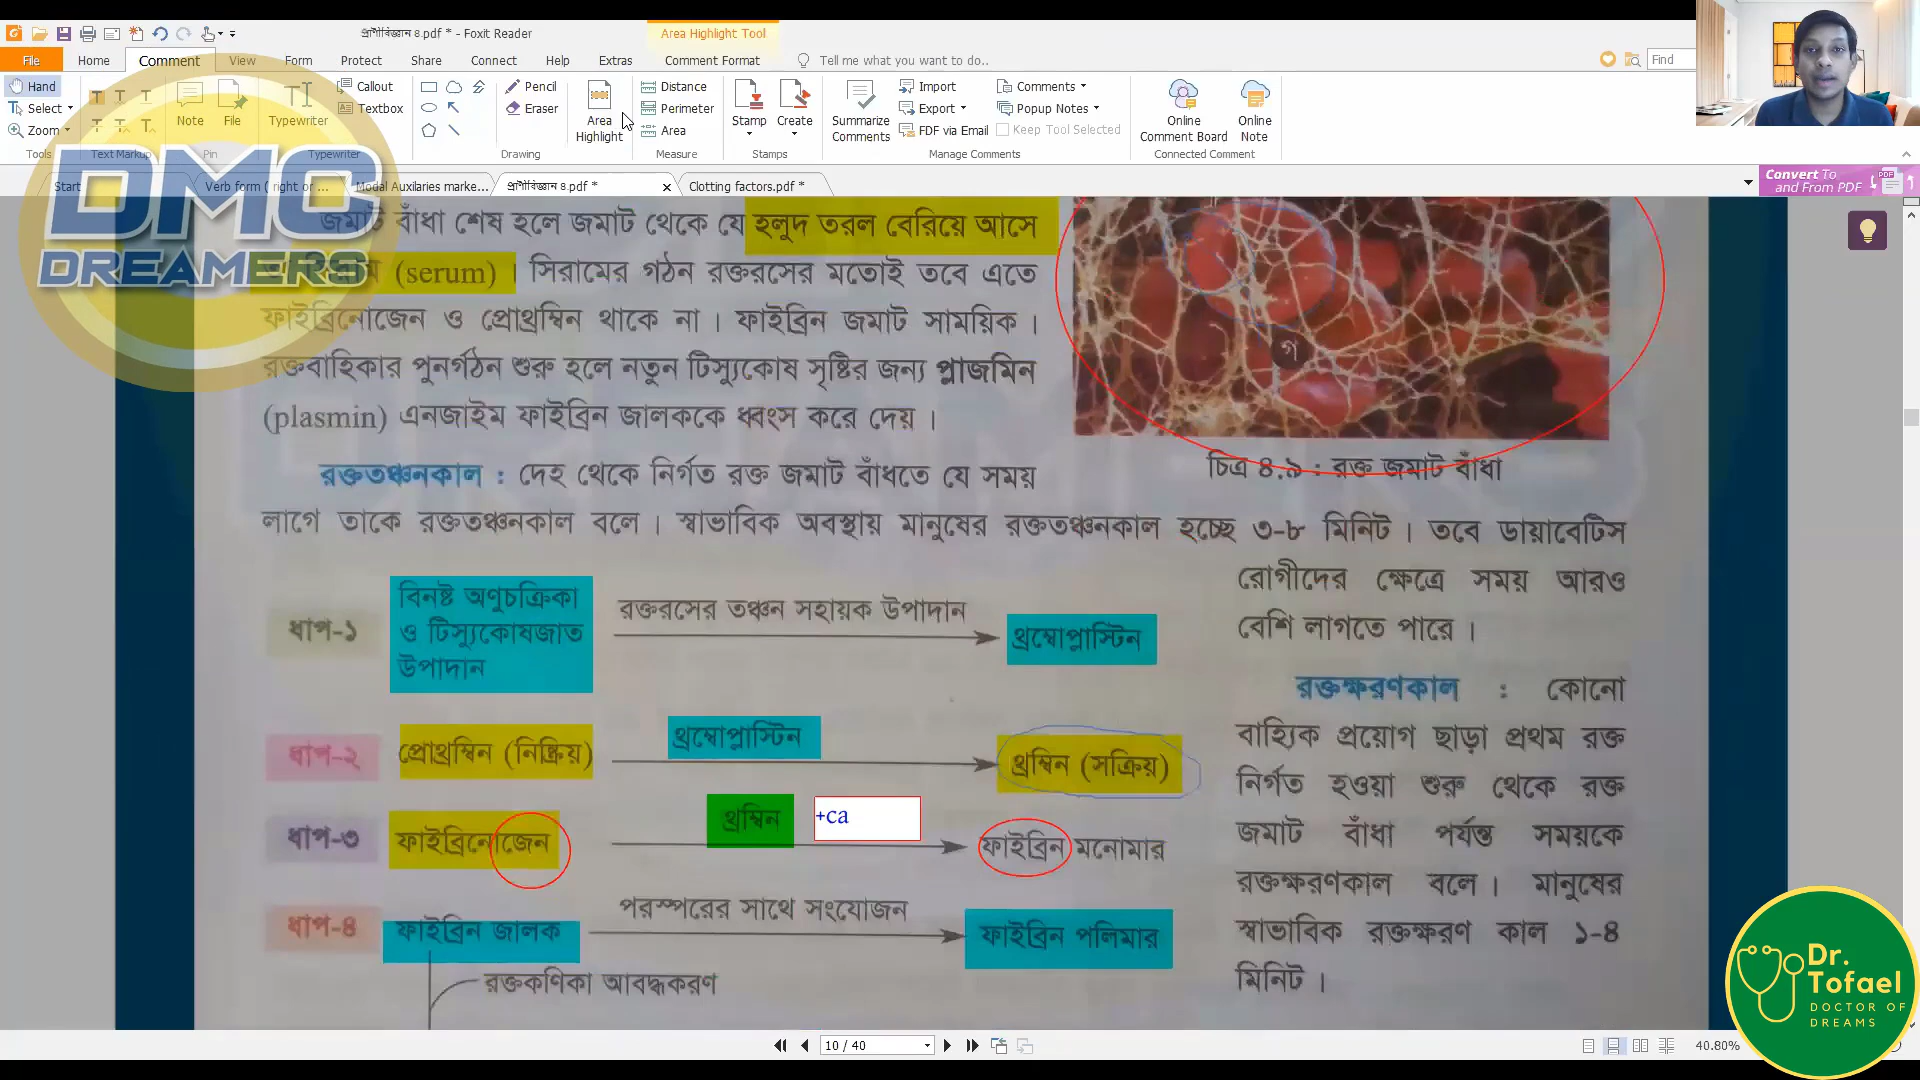 প্রাণীবিজ্ঞান ৪.pdf * - Foxit Reader
Area Highlight Tool
File Home Comment View Form Protect Share Connect Help Extras Comment Format Tell me what you want to do.. Find
Hand
Select
Zoom
Tools
Text Markup
Note
File
Pin
Typewriter
Callout
Textbox
Typewriter
Pencil
Eraser
Drawing
Area Highlight
Distance
Perimeter
Area
Measure
Stamp
Create
Stamps
Summarize Comments
Import
Export
FDF via Email
Comments
Popup Notes
Keep Tool Selected
Manage Comments
Online Comment Board
Online Note
Connected Comment
Start
Verb form ( right or ...
Modal Auxilaries marke...
প্রাণীবিজ্ঞান ৪.pdf *
Clotting factors.pdf *
Convert To
and From PDF
PDF
DMC
DREAMERS
জমাট বাঁধা শেষ হলে জমাট থেকে যে হলুদ তরল বেরিয়ে আসে
(serum) । সিরামের গঠন রক্তরসের মতোই তবে এতে
ফাইব্রিনোজেন ও প্রোথ্রম্বিন থাকে না । ফাইব্রিন জমাট সাময়িক ।
রক্তবাহিকার পুনর্গঠন শুরু হলে নতুন টিস্যুকোষ সৃষ্টির জন্য প্লাজমিন
(plasmin) এনজাইম ফাইব্রিন জালককে ধ্বংস করে দেয় ।
গ
চিত্র ৪.৯ : রক্ত জমাট বাঁধা
রক্ততঞ্চনকাল : দেহ থেকে নির্গত রক্ত জমাট বাঁধতে যে সময়
লাগে তাকে রক্ততঞ্চনকাল বলে । স্বাভাবিক অবস্থায় মানুষের রক্ততঞ্চনকাল হচ্ছে ৩-৮ মিনিট । তবে ডায়াবেটিস
রোগীদের ক্ষেত্রে সময় আরও
বেশি লাগতে পারে ।
ধাপ-১
বিনষ্ট অণুচক্রিকা
ও টিস্যুকোষজাত
উপাদান
রক্তরসের তঞ্চন সহায়ক উপাদান
থ্রম্বোপ্লাস্টিন
ধাপ-২
প্রোথ্রম্বিন (নিষ্ক্রিয়)
থ্রম্বোপ্লাস্টিন
থ্রম্বিন (সক্রিয়)
ধাপ-৩
ফাইব্রিনোজেন
থ্রম্বিন
+ca
ফাইব্রিন মনোমার
ধাপ-৪
ফাইব্রিন জালক
পরস্পরের সাথে সংযোজন
ফাইব্রিন পলিমার
রক্তকণিকা আবদ্ধকরণ
রক্তক্ষরণকাল : কোনো
বাহ্যিক প্রয়োগ ছাড়া প্রথম রক্ত
নির্গত হওয়া শুরু থেকে রক্ত
জমাট বাঁধা পর্যন্ত সময়কে
রক্তক্ষরণকাল বলে । মানুষের
স্বাভাবিক রক্তক্ষরণ কাল ১-৪
মিনিট ।
Dr.
Tofael
DOCTOR OF
DREAMS
10 / 40
40.80%